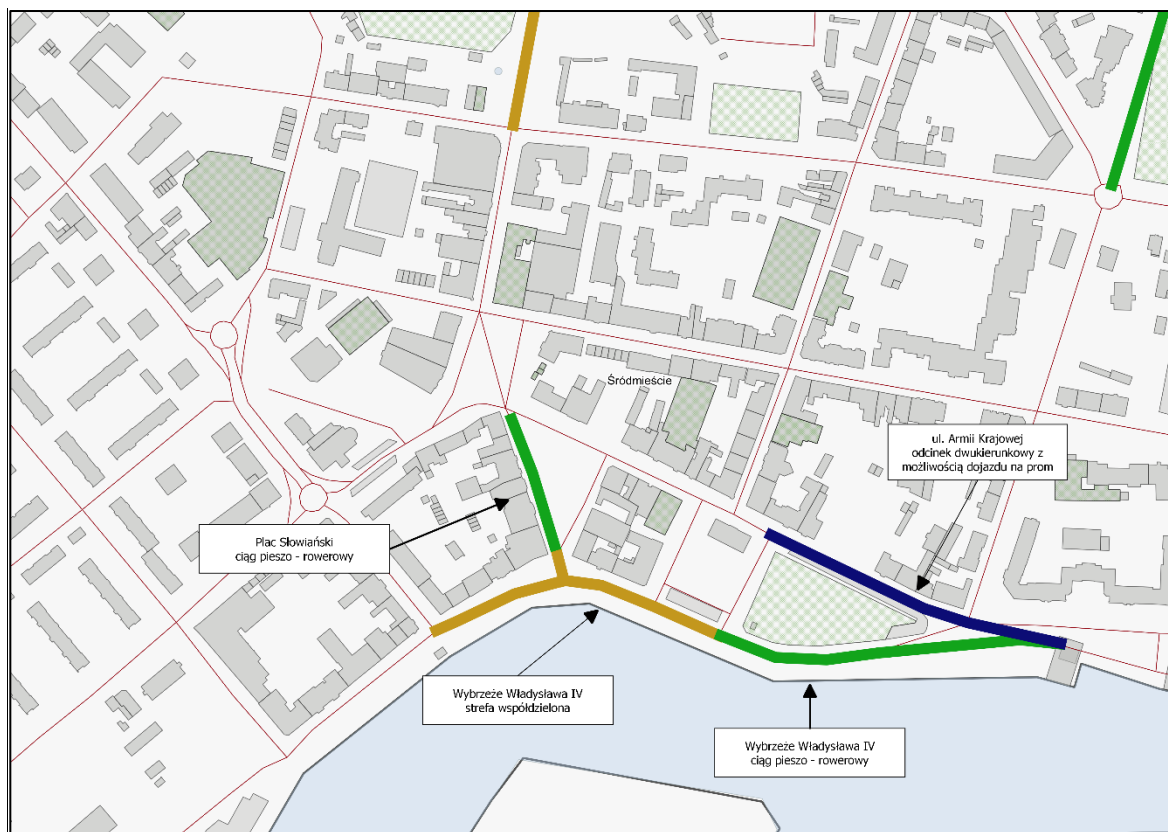 Śródmieście
ul. Armii Krajowej
odcinek dwukierunkowy z
możliwością dojazdu na prom
Plac Słowiański
ciąg pieszo - rowerowy
Wybrzeże Władysława IV
strefa współdzielona
Wybrzeże Władysława IV
ciąg pieszo - rowerowy